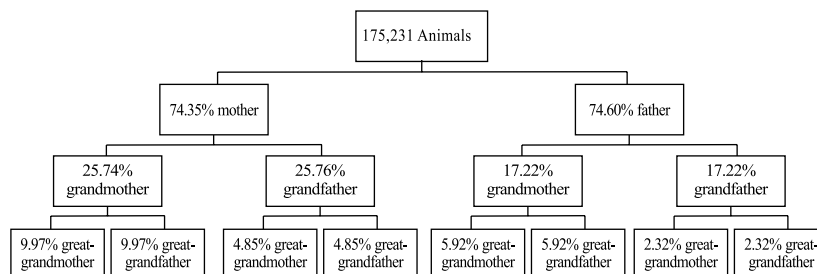 175,231 Animals
74.35% mother
74.60% father
25.74%
grandmother
25.76%
grandfather
17.22%
grandmother
17.22%
grandfather
9.97% great-
grandmother
9.97% great-
grandfather
4.85% great-
grandmother
4.85% great-
grandfather
5.92% great-
grandmother
5.92% great-
grandfather
2.32% great-
grandmother
2.32% great-
grandfather